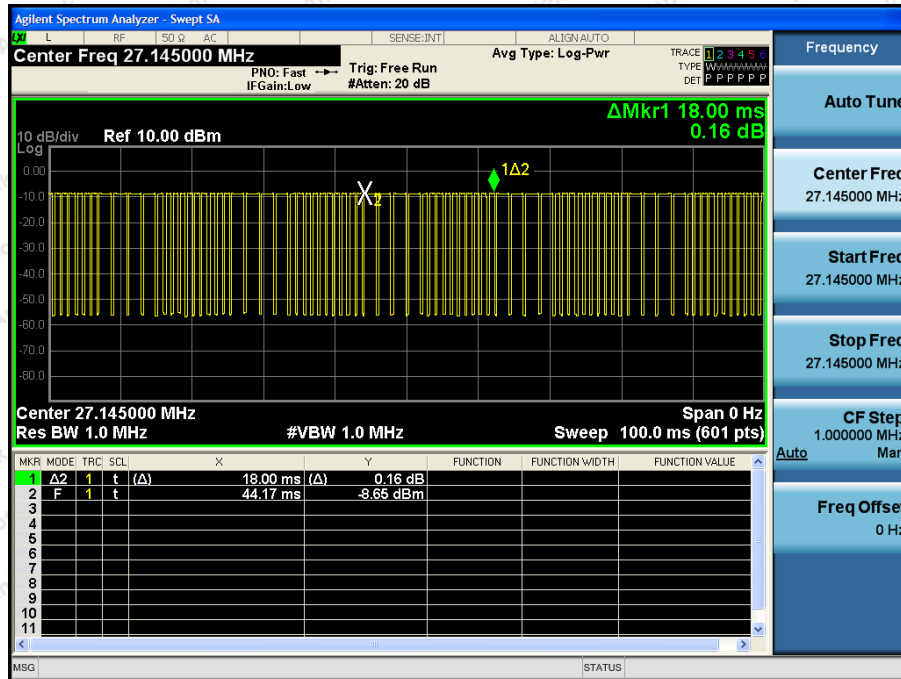 Agilent Spectrum Analyzer - Swept SA
LXI L RF 50 Ω AC SENSE:INT ALIGN AUTO
Center Freq 27.145000 MHz
PNO: Fast
IFGain:Low
Trig: Free Run
#Atten: 20 dB
Avg Type: Log-Pwr
TRACE 1 2 3 4 5 6
TYPE WWWWWWW
DET P P P P P P
ΔMkr1 18.00 ms
0.16 dB
10 dB/div Ref 10.00 dBm
Log
0.00
-10.0
-20.0
-30.0
-40.0
-50.0
-60.0
-70.0
-80.0
1Δ2
X2
Center 27.145000 MHz Span 0 Hz
Res BW 1.0 MHz #VBW 1.0 MHz Sweep 100.0 ms (601 pts)
MKR MODE TRC SCL X Y FUNCTION FUNCTION WIDTH FUNCTION VALUE
1 Δ2 1 t (Δ) 18.00 ms (Δ) 0.16 dB
2 F 1 t 44.17 ms -8.65 dBm
3
4
5
6
7
8
9
10
11
MSG STATUS
Frequency
Auto Tune
Center Freq
27.145000 MHz
Start Freq
27.145000 MHz
Stop Freq
27.145000 MHz
CF Step
1.000000 MHz
Auto Man
Freq Offset
0 Hz